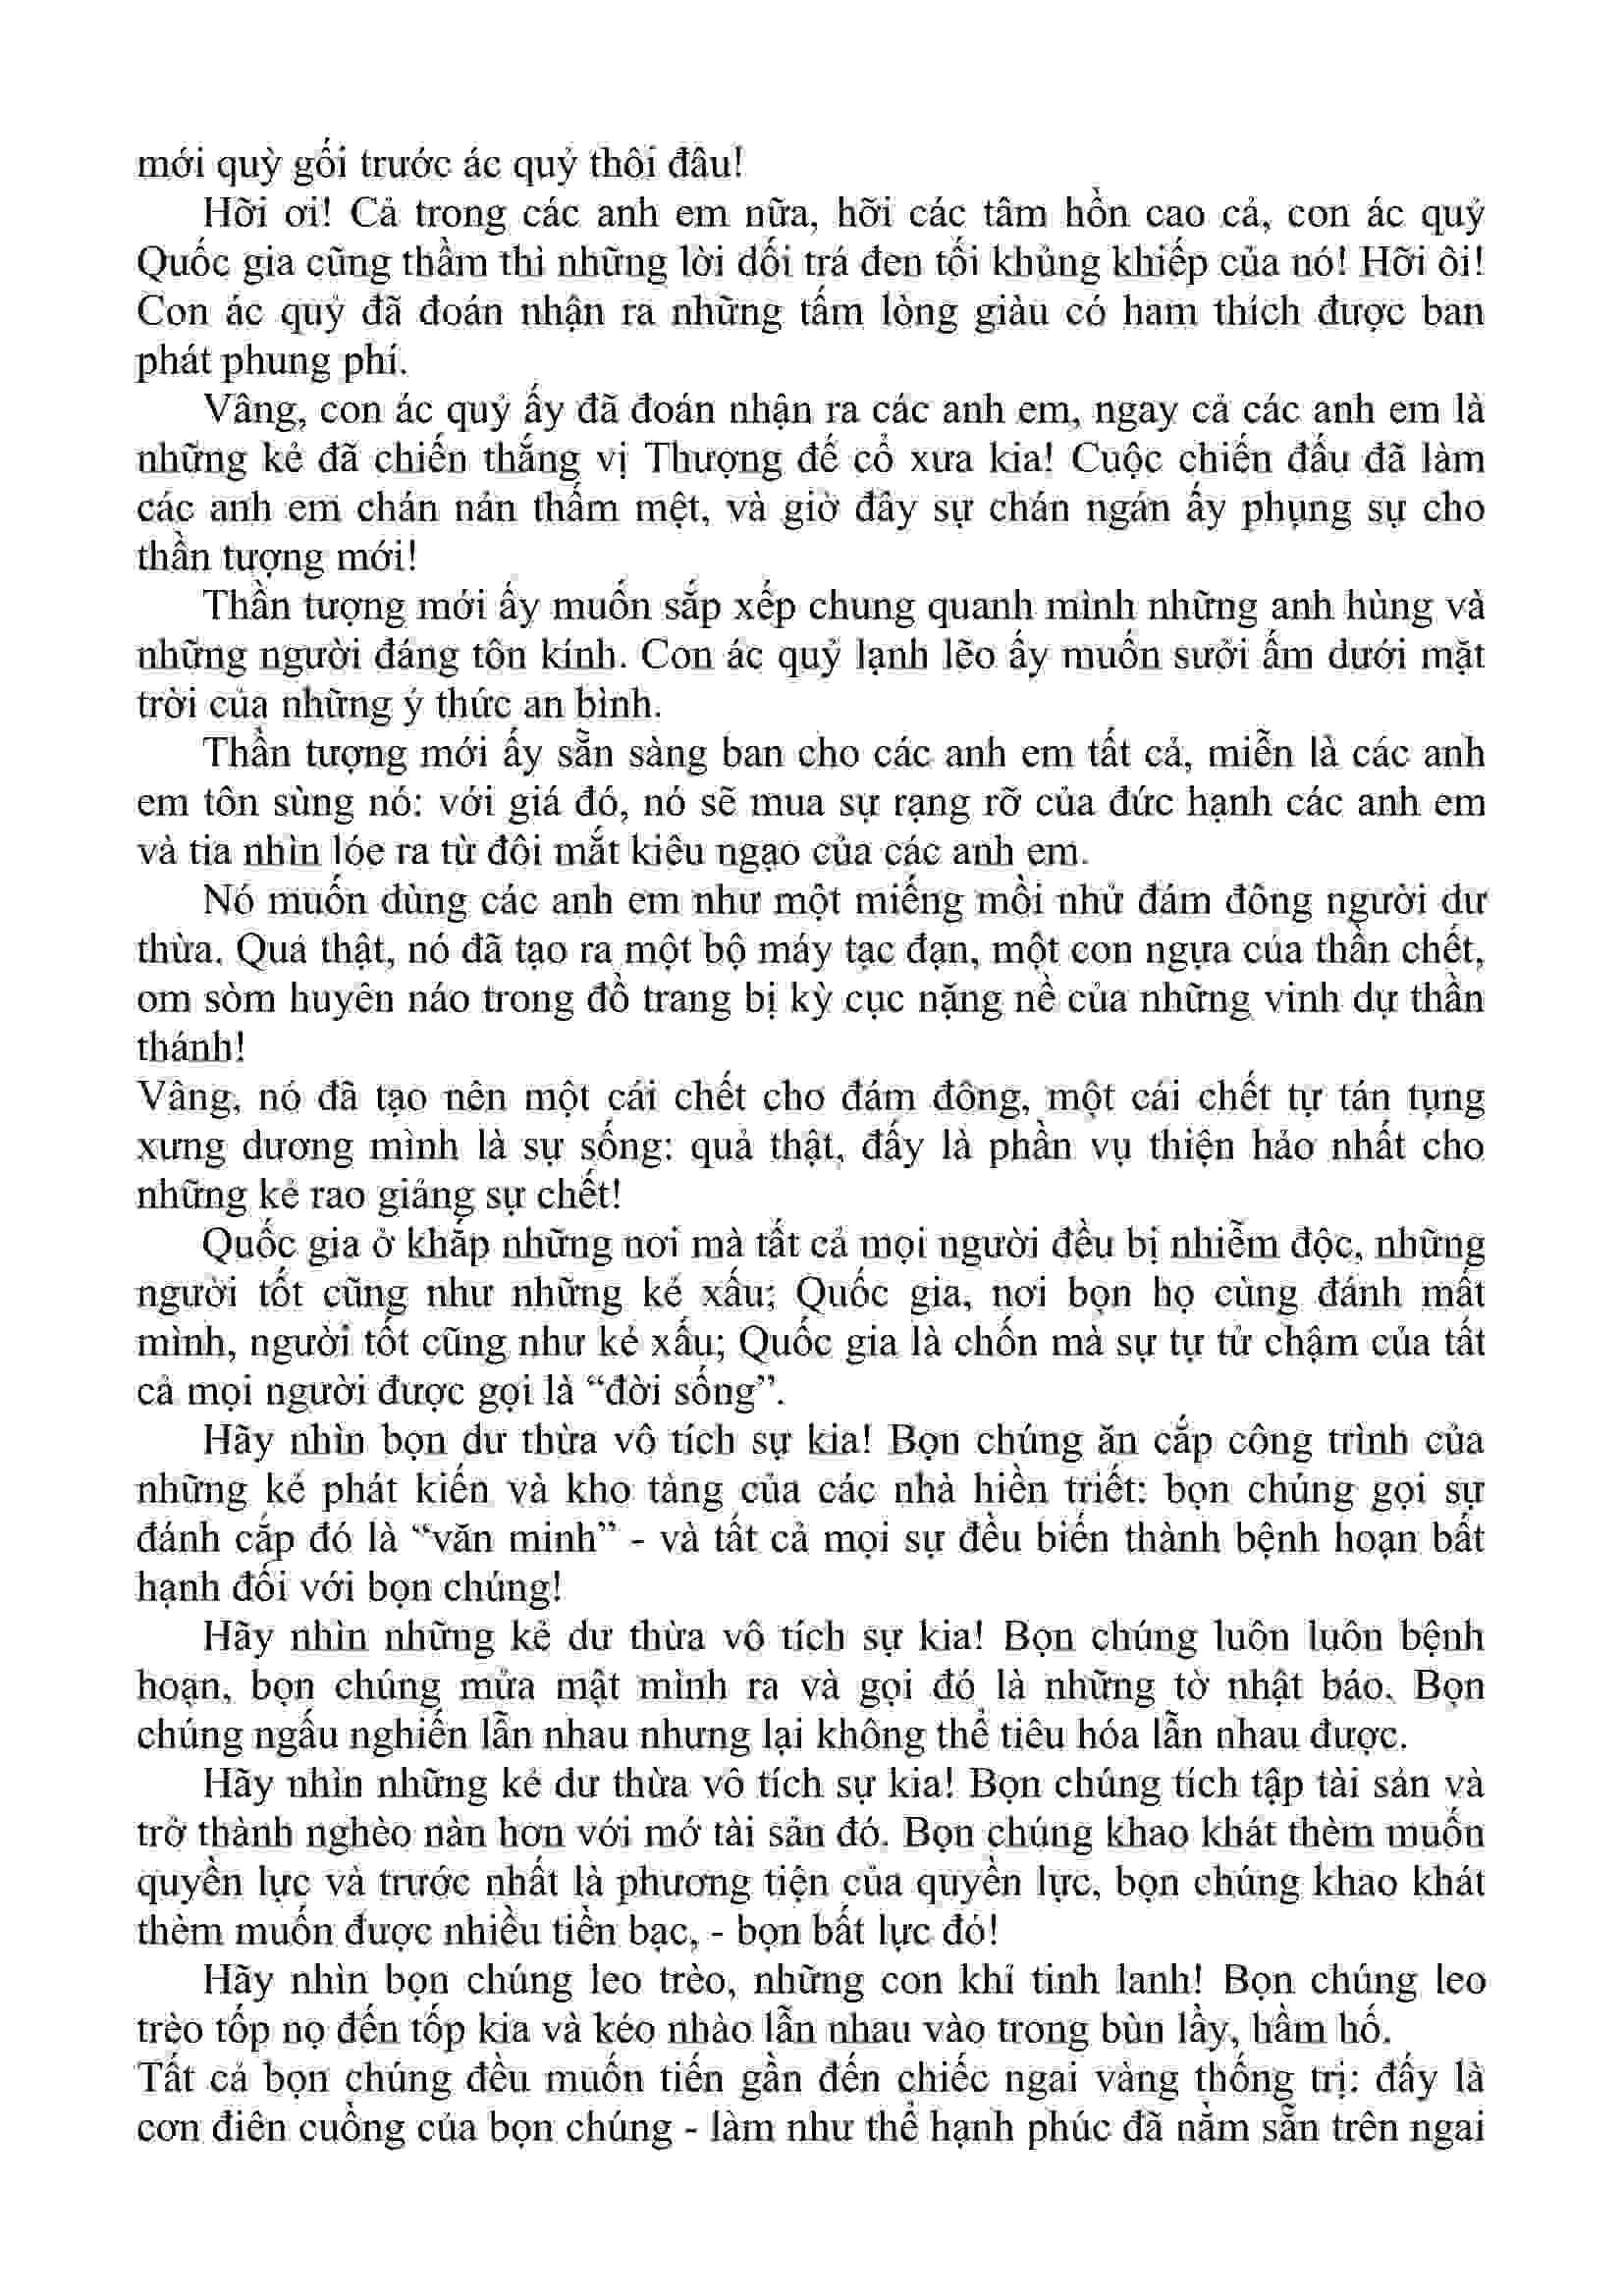 mới quỳ gối trước ác quỷ thôi đâu!
Hỡi ơi! Cả trong các anh em nữa, hỡi các tâm hồn cao cả, con ác quỷ
Quốc gia cũng thầm thì những lời dối trá đen tối khủng khiếp của nó! Hỡi ôi!
Con ác quỷ đã đoán nhận ra những tấm lòng giàu có ham thích được ban
phát phung phí.
Vâng, con ác quỷ ấy đã đoán nhận ra các anh em, ngay cả các anh em là
những kẻ đã chiến thắng vị Thượng đế cổ xưa kia! Cuộc chiến đấu đã làm
các anh em chán nản thấm mệt, và giờ đây sự chán ngán ấy phụng sự cho
thần tượng mới!
Thần tượng mới ấy muốn sắp xếp chung quanh mình những anh hùng và
những người đáng tôn kính. Con ác quỷ lạnh lẽo ấy muốn sưởi ấm dưới mặt
trời của những ý thức an bình.
Thần tượng mới ấy sẵn sàng ban cho các anh em tất cả, miễn là các anh
em tôn sùng nó: với giá đó, nó sẽ mua sự rạng rỡ của đức hạnh các anh em
và tia nhìn lóe ra từ đôi mắt kiêu ngạo của các anh em.
Nó muốn dùng các anh em như một miếng mồi nhử đám đông người dư
thừa. Quả thật, nó đã tạo ra một bộ máy tạc đạn, một con ngựa của thần chết,
om sòm huyên náo trong đồ trang bị kỳ cục nặng nề của những vinh dự thần
thánh!
Vâng, nó đã tạo nên một cái chết cho đám đông, một cái chết tự tán tụng
xưng dương mình là sự sống: quả thật, đấy là phần vụ thiện hảo nhất cho
những kẻ rao giảng sự chết!
Quốc gia ở khắp những nơi mà tất cả mọi người đều bị nhiễm độc, những
người tốt cũng như những kẻ xấu; Quốc gia, nơi bọn họ cùng đánh mất
mình, người tốt cũng như kẻ xấu; Quốc gia là chốn mà sự tự tử chậm của tất
cả mọi người được gọi là “đời sống”.
Hãy nhìn bọn dư thừa vô tích sự kia! Bọn chúng ăn cắp công trình của
những kẻ phát kiến và kho tàng của các nhà hiền triết: bọn chúng gọi sự
đánh cắp đó là “văn minh” - và tất cả mọi sự đều biến thành bệnh hoạn bất
hạnh đối với bọn chúng!
Hãy nhìn những kẻ dư thừa vô tích sự kia! Bọn chúng luôn luôn bệnh
hoạn, bọn chúng mửa mật mình ra và gọi đó là những tờ nhật báo. Bọn
chúng ngấu nghiến lẫn nhau nhưng lại không thể tiêu hóa lẫn nhau được.
Hãy nhìn những kẻ dư thừa vô tích sự kia! Bọn chúng tích tập tài sản và
trở thành nghèo nàn hơn với mớ tài sản đó. Bọn chúng khao khát thèm muốn
quyền lực và trước nhất là phương tiện của quyền lực, bọn chúng khao khát
thèm muốn được nhiều tiền bạc, - bọn bất lực đó!
Hãy nhìn bọn chúng leo trèo, những con khỉ tinh lanh! Bọn chúng leo
trèo tốp nọ đến tốp kia và kéo nhào lẫn nhau vào trong bùn lầy, hầm hố.
Tất cả bọn chúng đều muốn tiến gần đến chiếc ngai vàng thống trị: đấy là
cơn điên cuồng của bọn chúng - làm như thể hạnh phúc đã nằm sẵn trên ngai